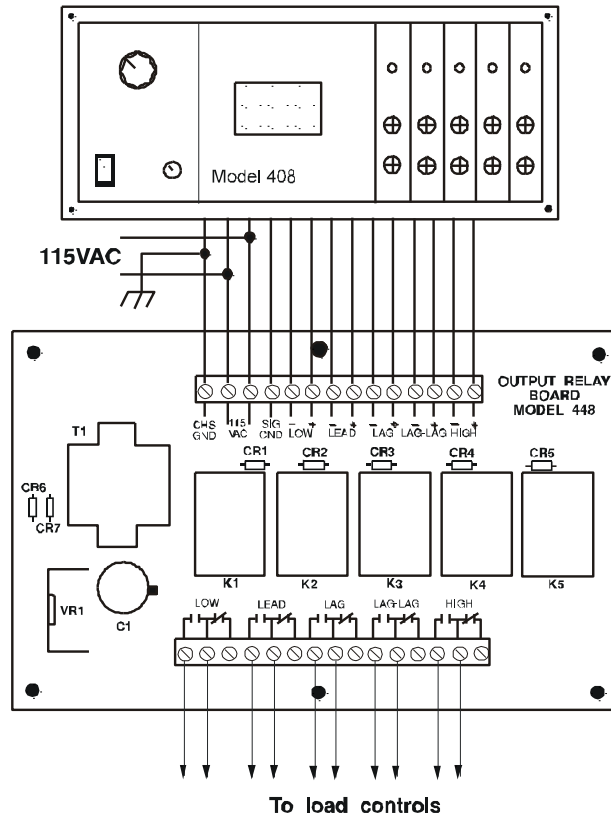 Model 408
115VAC
OUTPUT RELAY
BOARD
MODEL 448
CHS
GND
115
VAC
SIG
GND
- +
LOW
- +
LEAD
- +
LAG
- +
LAG-LAG
- +
HIGH
T1
CR1
CR2
CR3
CR4
CR5
CR6
CR7
K1
K2
K3
K4
K5
VR1
C1
LOW
LEAD
LAG
LAG-LAG
HIGH
To load controls